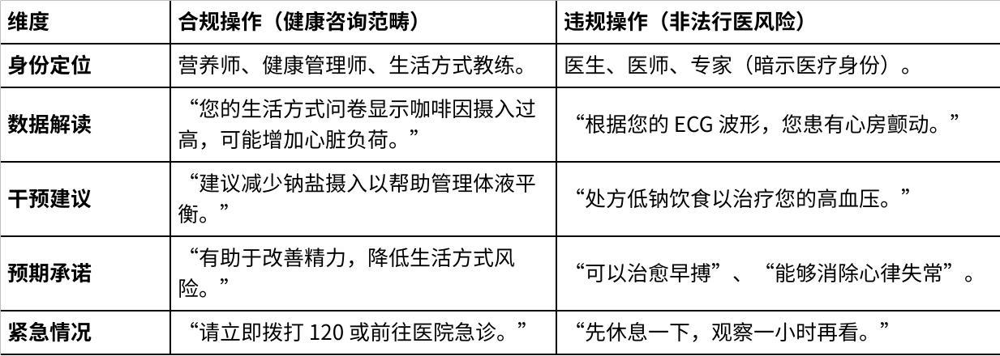 维度 合规操作（健康咨询范畴） 违规操作（非法行医风险）
身份定位 营养师、健康管理师、生活方式教练。 医生、医师、专家（暗示医疗身份）。
数据解读 “您的生活方式问卷显示咖啡因摄入过
高，可能增加心脏负荷。” “根据您的 ECG 波形，您患有心房颤动。”
干预建议 “建议减少钠盐摄入以帮助管理体液平
衡。” “处方低钠饮食以治疗您的高血压。”
预期承诺 “有助于改善精力，降低生活方式风
险。” “可以治愈早搏”、“能够消除心律失常”。
紧急情况 “请立即拨打 120 或前往医院急诊。” “先休息一下，观察一小时再看。”